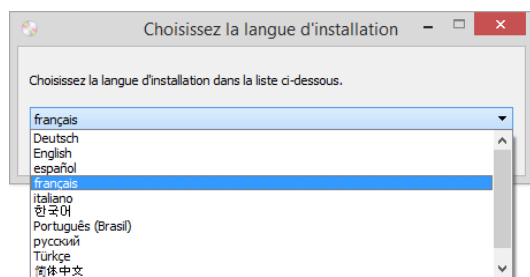 Choisissez la langue d'installation
Choisissez la langue d'installation dans la liste ci-dessous.
français
Deutsch
English
español
français
italiano
한국어
Português (Brasil)
русский
Türkçe
简体中文